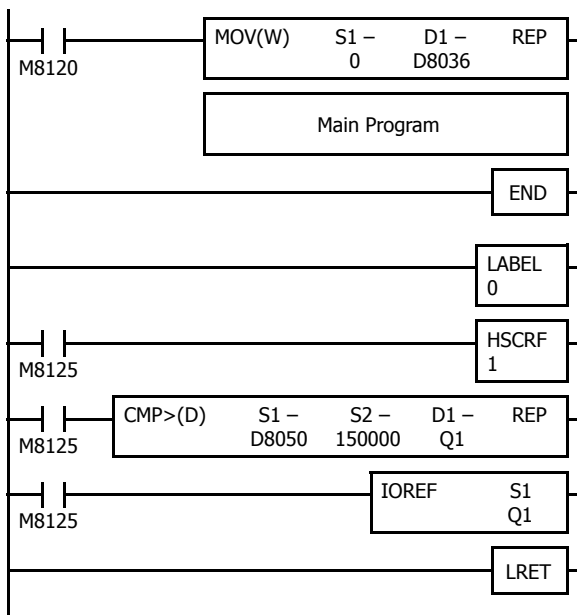 MOV(W) S1 – D1 – REP
0 D8036
M8120
Main Program
END
LABEL
0
HSCRF
1
M8125
CMP>(D) S1 – S2 – D1 – REP
D8050 150000 Q1
M8125
IOREF S1
Q1
M8125
LRET